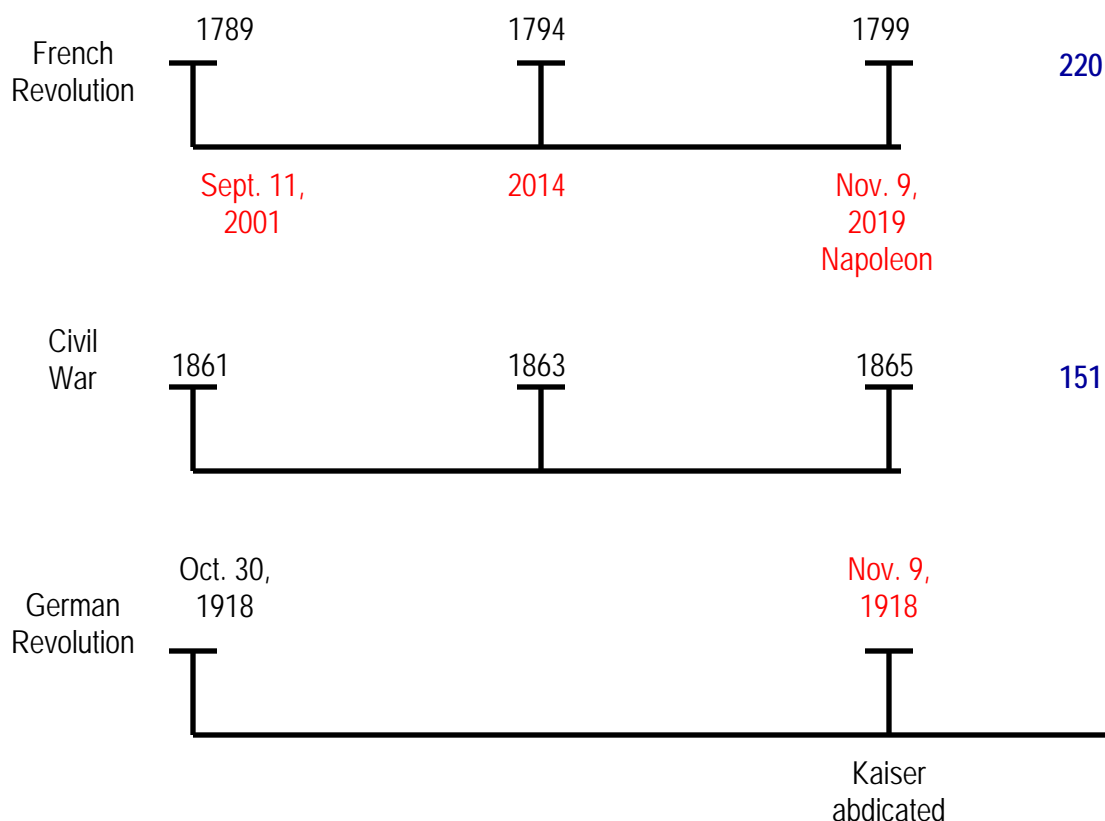 1789
1794
1799
French
Revolution
220
Sept. 11,
2001
2014
Nov. 9,
2019
Napoleon
Civil
War
1861
1863
1865
151
Oct. 30,
1918
Nov. 9,
1918
German
Revolution
Kaiser
abdicated